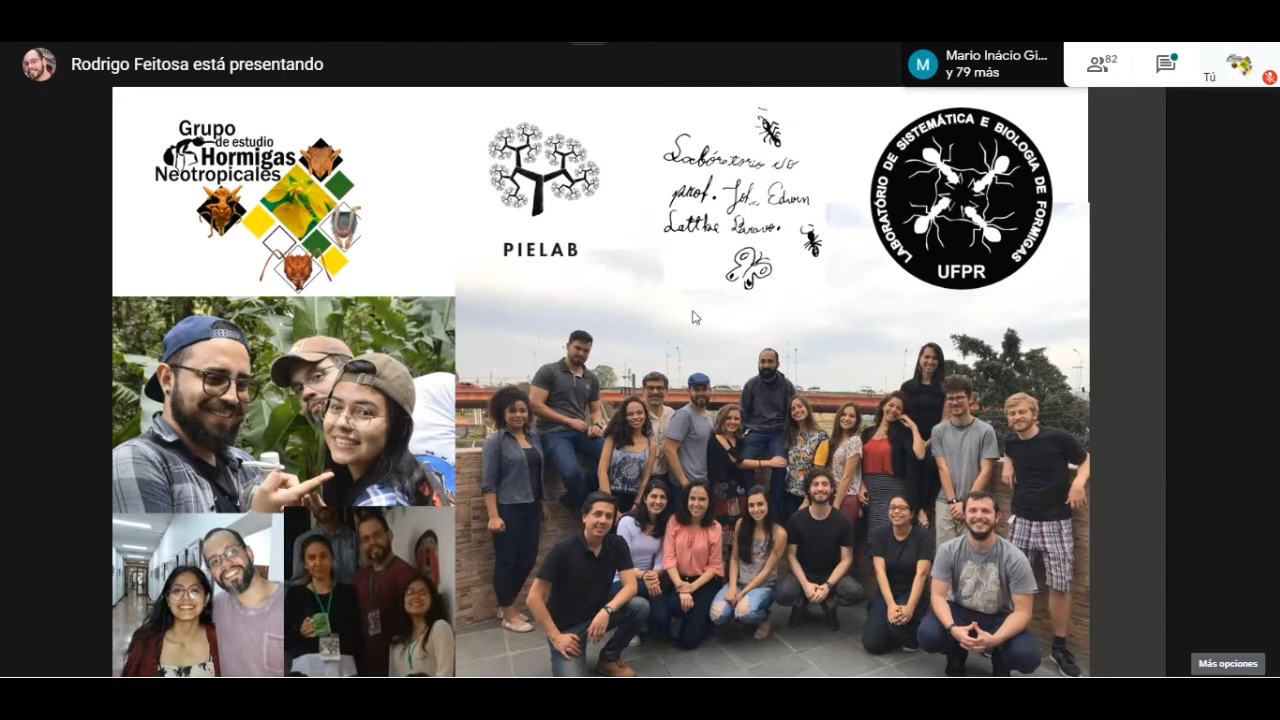 Rodrigo Feitosa está presentando
Mario Inácio Gi...
y 79 más
82
Tú
M
Grupo
de estudio
Hormigas
Neotropicales
PIELAB
Laboratorio do
prof. John Edwin
Lattke Bravo.
LABORATÓRIO DE SISTEMÁTICA E BIOLOGIA DE FORMIGAS
UFPR
Más opciones